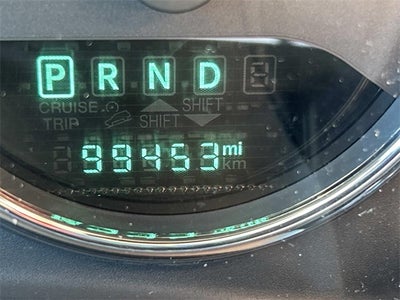 P R N D
CRUISE SHIFT
TRIP SHIFT
99453 mi
km